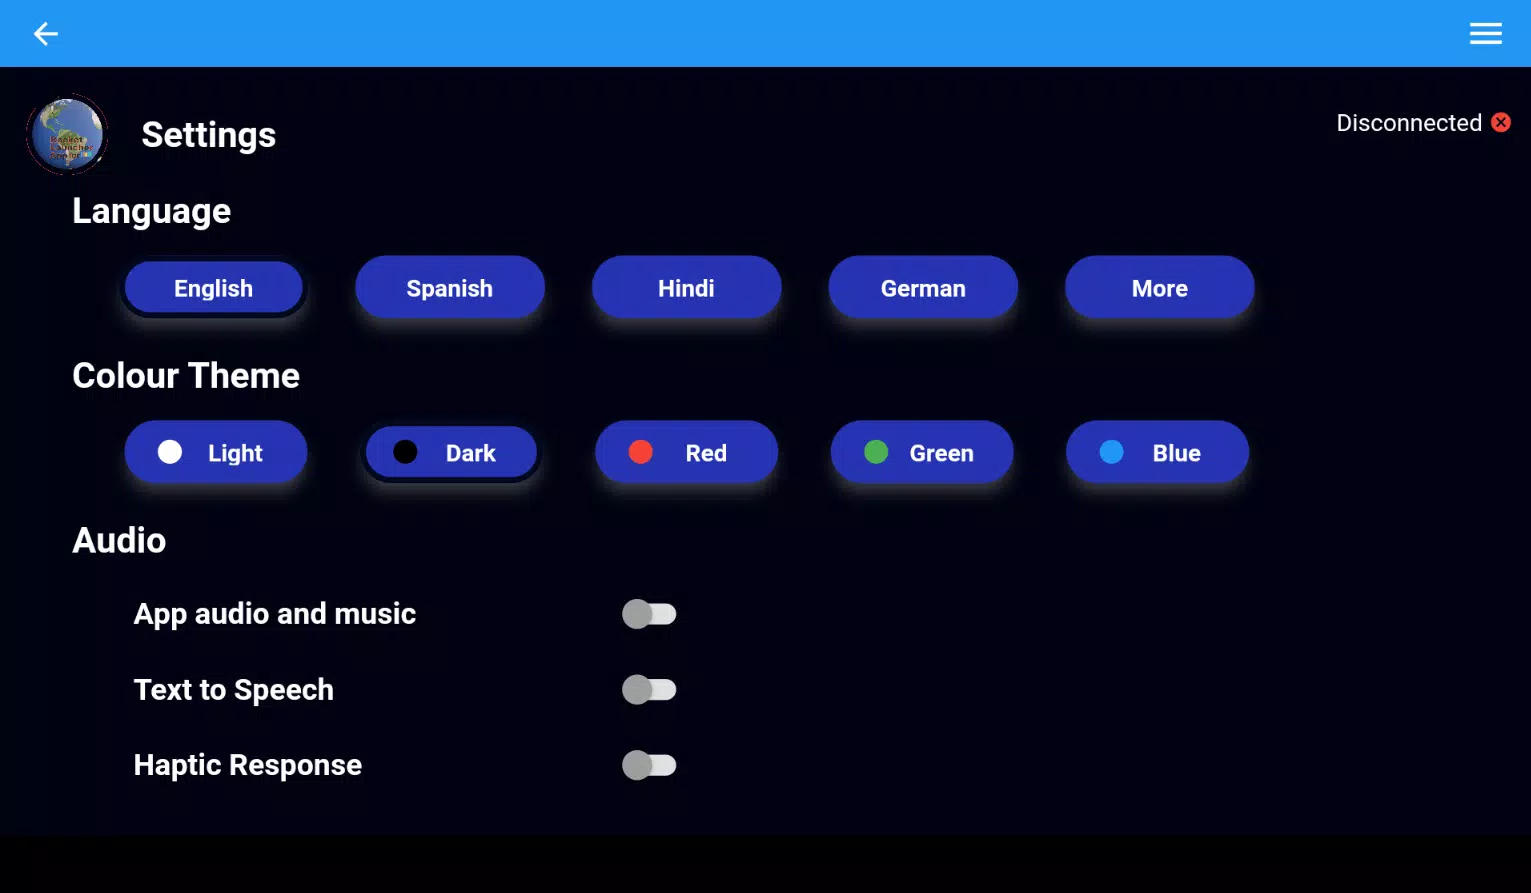 Settings
Disconnected
Language
English
Spanish
Hindi
German
More
Colour Theme
Light
Dark
Red
Green
Blue
Audio
App audio and music
Text to Speech
Haptic Response